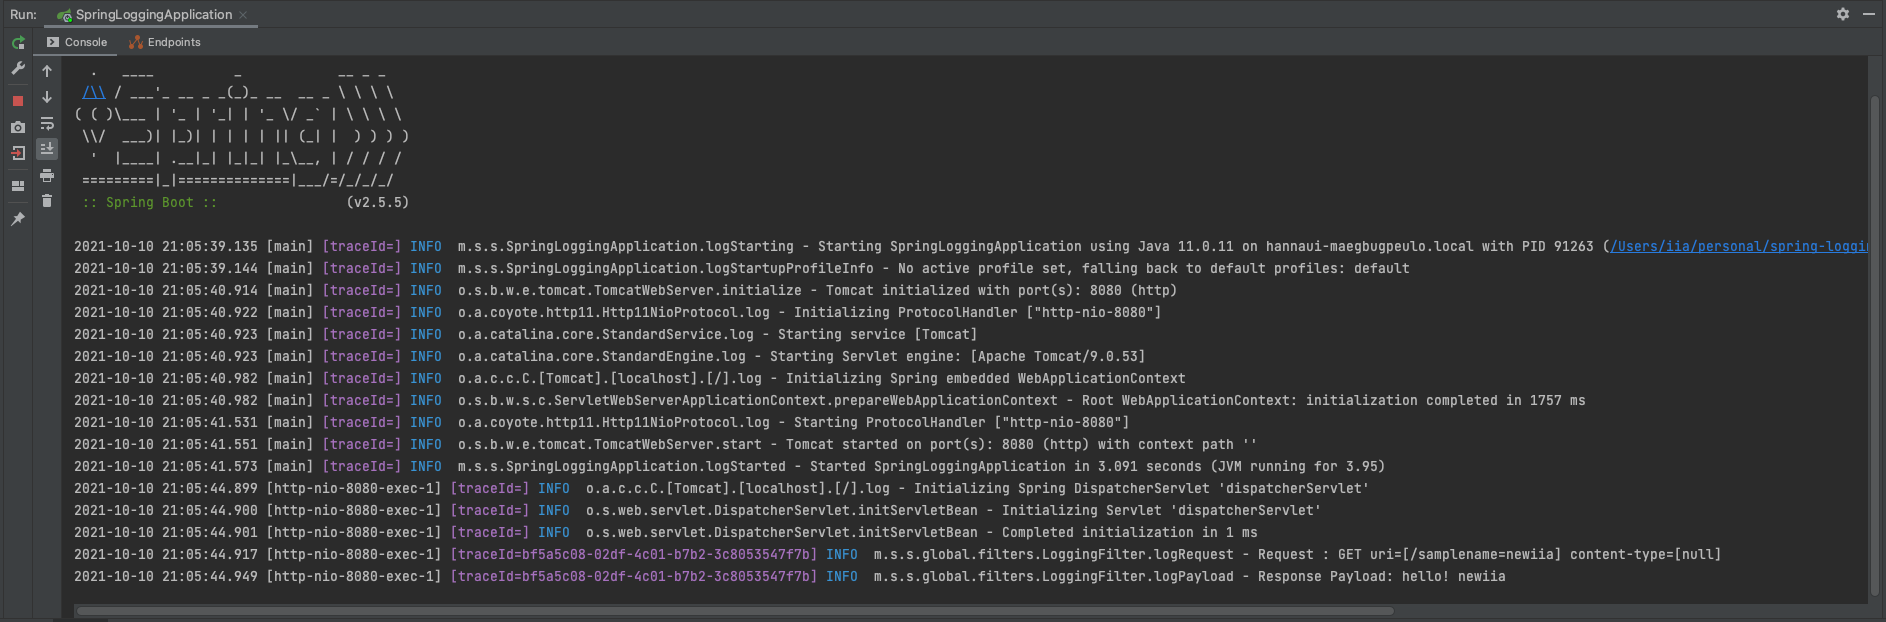 Run: SpringLoggingApplication
Console Endpoints
  .   ____          _            __ _ _
 /\\ / ___'_ __ _ _(_)_ __  __ _ \ \ \ \
( ( )\___ | '_ | '_| | '_ \/ _` | \ \ \ \
 \\/  ___)| |_)| | | | | || (_| |  ) ) ) )
  '  |____| .__|_| |_|_| |_\__, | / / / /
 =========|_|==============|___/=/_/_/_/
 :: Spring Boot ::                (v2.5.5)
2021-10-10 21:05:39.135 [main] [traceId=] INFO  m.s.s.SpringLoggingApplication.logStarting - Starting SpringLoggingApplication using Java 11.0.11 on hannaui-maegbugpeulo.local with PID 91263 (/Users/iia/personal/spring-loggin
2021-10-10 21:05:39.144 [main] [traceId=] INFO  m.s.s.SpringLoggingApplication.logStartupProfileInfo - No active profile set, falling back to default profiles: default
2021-10-10 21:05:40.914 [main] [traceId=] INFO  o.s.b.w.e.tomcat.TomcatWebServer.initialize - Tomcat initialized with port(s): 8080 (http)
2021-10-10 21:05:40.922 [main] [traceId=] INFO  o.a.coyote.http11.Http11NioProtocol.log - Initializing ProtocolHandler ["http-nio-8080"]
2021-10-10 21:05:40.923 [main] [traceId=] INFO  o.a.catalina.core.StandardService.log - Starting service [Tomcat]
2021-10-10 21:05:40.923 [main] [traceId=] INFO  o.a.catalina.core.StandardEngine.log - Starting Servlet engine: [Apache Tomcat/9.0.53]
2021-10-10 21:05:40.982 [main] [traceId=] INFO  o.a.c.c.C.[Tomcat].[localhost].[/].log - Initializing Spring embedded WebApplicationContext
2021-10-10 21:05:40.982 [main] [traceId=] INFO  o.s.b.w.s.c.ServletWebServerApplicationContext.prepareWebApplicationContext - Root WebApplicationContext: initialization completed in 1757 ms
2021-10-10 21:05:41.531 [main] [traceId=] INFO  o.a.coyote.http11.Http11NioProtocol.log - Starting ProtocolHandler ["http-nio-8080"]
2021-10-10 21:05:41.551 [main] [traceId=] INFO  o.s.b.w.e.tomcat.TomcatWebServer.start - Tomcat started on port(s): 8080 (http) with context path ''
2021-10-10 21:05:41.573 [main] [traceId=] INFO  m.s.s.SpringLoggingApplication.logStarted - Started SpringLoggingApplication in 3.091 seconds (JVM running for 3.95)
2021-10-10 21:05:44.899 [http-nio-8080-exec-1] [traceId=] INFO  o.a.c.c.C.[Tomcat].[localhost].[/].log - Initializing Spring DispatcherServlet 'dispatcherServlet'
2021-10-10 21:05:44.900 [http-nio-8080-exec-1] [traceId=] INFO  o.s.web.servlet.DispatcherServlet.initServletBean - Initializing Servlet 'dispatcherServlet'
2021-10-10 21:05:44.901 [http-nio-8080-exec-1] [traceId=] INFO  o.s.web.servlet.DispatcherServlet.initServletBean - Completed initialization in 1 ms
2021-10-10 21:05:44.917 [http-nio-8080-exec-1] [traceId=bf5a5c08-02df-4c01-b7b2-3c8053547f7b] INFO  m.s.s.global.filters.LoggingFilter.logRequest - Request : GET uri=[/samplename=newiia] content-type=[null]
2021-10-10 21:05:44.949 [http-nio-8080-exec-1] [traceId=bf5a5c08-02df-4c01-b7b2-3c8053547f7b] INFO  m.s.s.global.filters.LoggingFilter.logPayload - Response Payload: hello! newiia